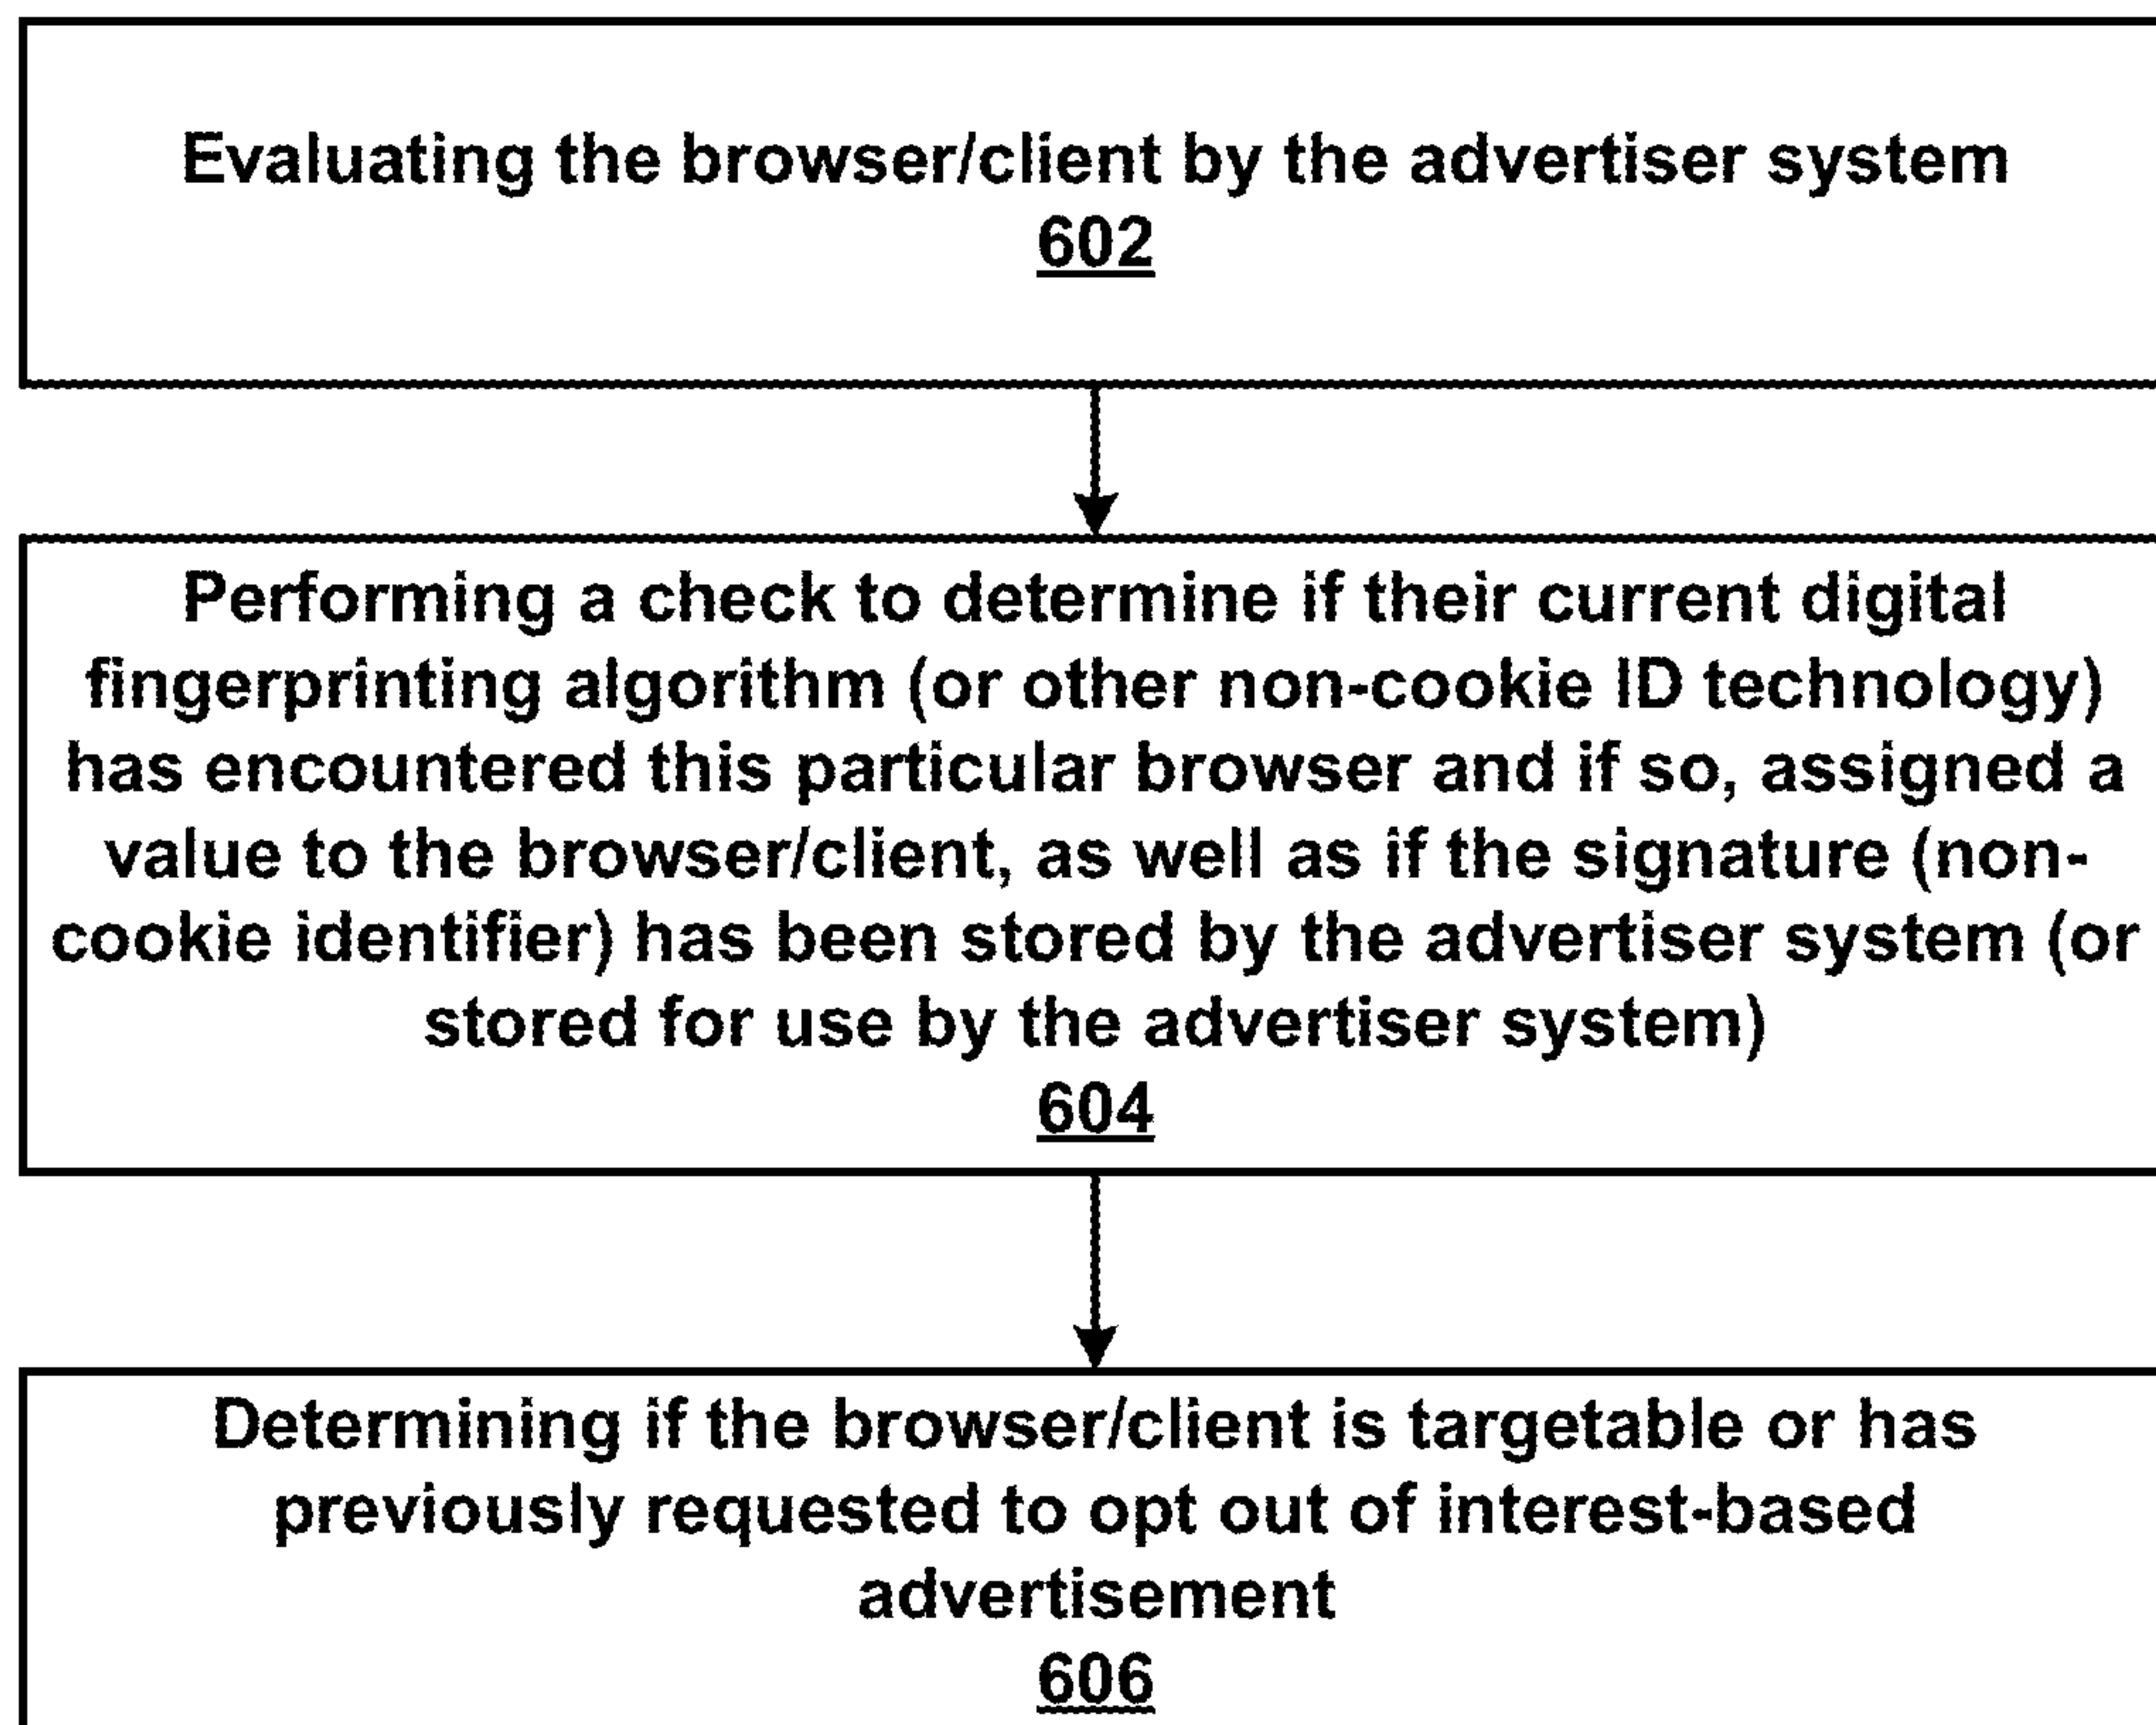 Evaluating the browser/client by the advertiser system
602
Performing a check to determine if their current digital
fingerprinting algorithm (or other non-cookie ID technology)
has encountered this particular browser and if so, assigned a
value to the browser/client, as well as if the signature (non-
cookie identifier) has been stored by the advertiser system (or
stored for use by the advertiser system)
604
Determining if the browser/client is targetable or has
previously requested to opt out of interest-based
advertisement
606